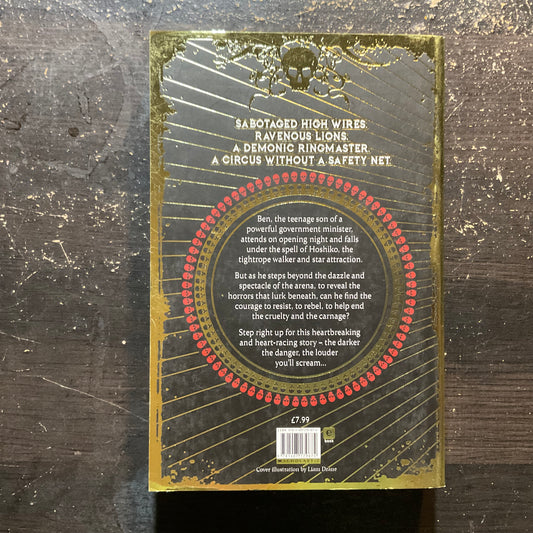 SABOTAGED HIGH WIRES.
RAVENOUS LIONS.
A DEMONIC RINGMASTER.
A CIRCUS WITHOUT A SAFETY NET.
Ben, the teenage son of a
powerful government minister,
attends on opening night and falls
under the spell of Hoshiko, the
tightrope walker and star attraction.
But as he steps beyond the dazzle and
spectacle of the arena, to reveal the
horrors that lurk beneath, can he find the
courage to resist, to rebel, to help end
the cruelty and the carnage?
Step right up for this heartbreaking
and heart-racing story – the darker
the danger, the louder
you'll scream...
£7.99
Cover illustration by Liam Drane